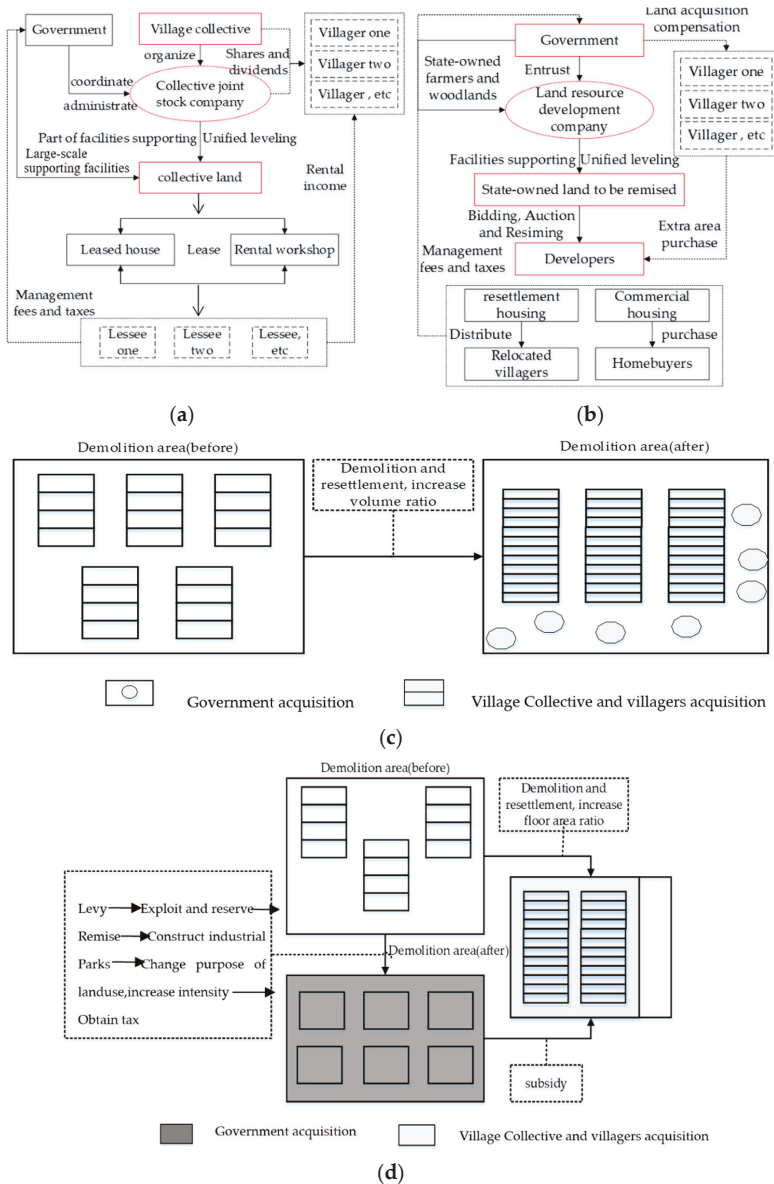 Government
Village collective
organize
Shares and
dividends
Villager one
Villager two
Villager , etc
coordinate
administrate
Collective joint
stock company
Part of facilities supporting
Unified leveling
Large-scale
supporting facilities
collective land
Rental
income
Leased house
Lease
Rental workshop
Management
fees and taxes
Lessee
one
Lessee
two
Lessee,
etc
(a)
Land acquisition
compensation
Government
State-owned
farmers and
woodlands
Entrust
Villager one
Villager two
Villager , etc
Land resource
development
company
Facilities supporting
Unified leveling
State-owned land to be remised
Bidding, Auction
and Resiming
Extra area
purchase
Management
fees and taxes
Developers
resettlement
housing
Commercial
housing
Distribute
purchase
Relocated
villagers
Homebuyers
(b)
Demolition area(before)
Demolition area(after)
Demolition and
resettlement, increase
volume ratio
Government acquisition
Village Collective and villagers acquisition
(c)
Demolition area(before)
Demolition and
resettlement, increase
floor area ratio
Levy Exploit and reserve
Remise Construct industrial
Parks Change purpose of
landuse,increase intensity
Obtain tax
Demolition area(after)
subsidy
Government acquisition
Village Collective and villagers acquisition
(d)